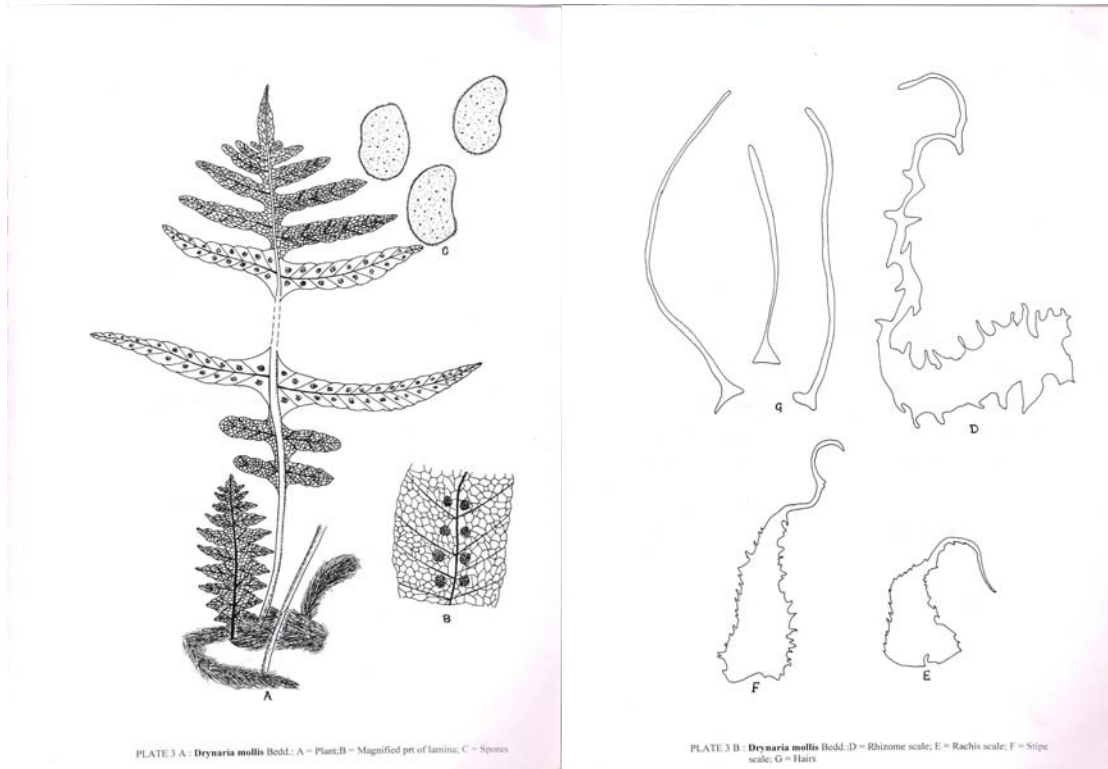 C
B
A
PLATE 3 A : Drynaria mollis Bedd.: A = Plant;B = Magnified prt of lamina; C = Spores
G
D
F
E
PLATE 3 B : Drynaria mollis Bedd.:D = Rhizome scale; E = Rachis scale; F = Stipe
scale; G = Hairs